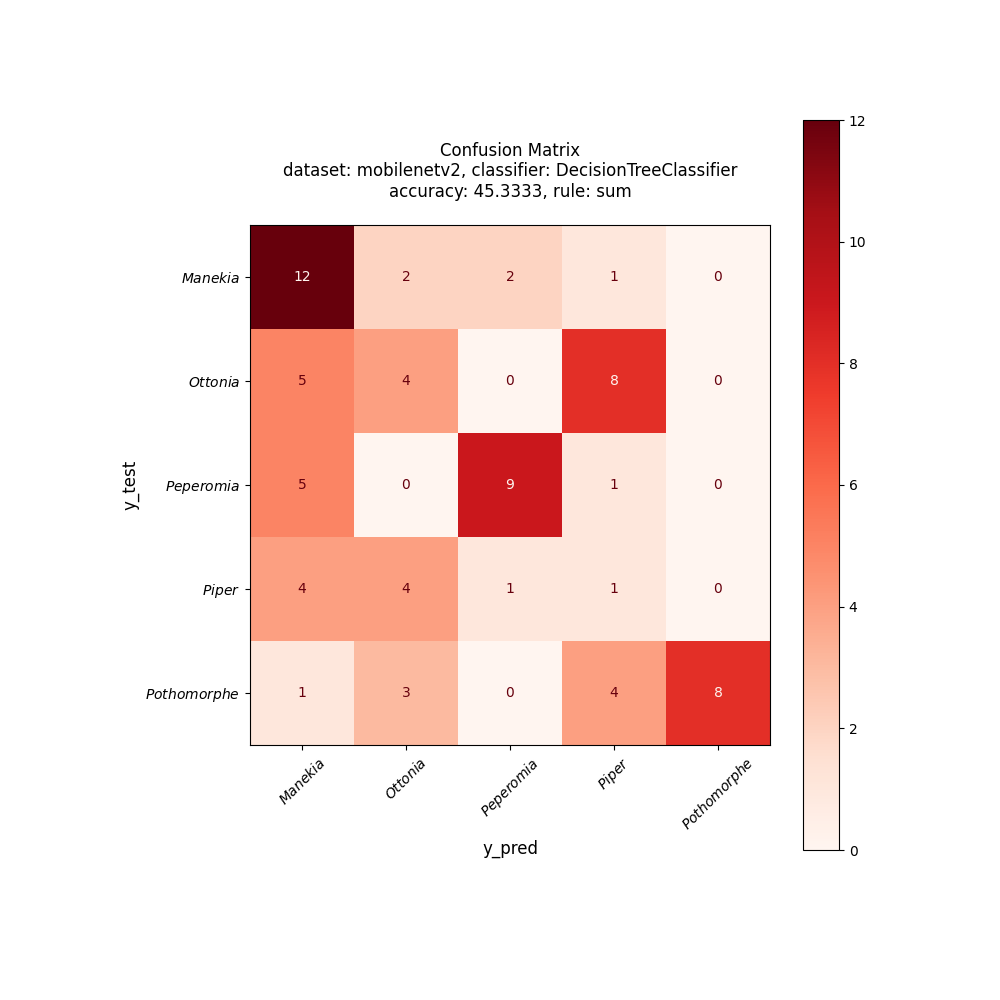 Confusion Matrix
dataset: mobilenetv2, classifier: DecisionTreeClassifier
accuracy: 45.3333, rule: sum
Manekia 12 2 2 1 0
Ottonia 5 4 0 8 0
Peperomia 5 0 9 1 0
Piper 4 4 1 1 0
Pothomorphe 1 3 0 4 8
Manekia Ottonia Peperomia Piper Pothomorphe
y_test
y_pred
12
10
8
6
4
2
0